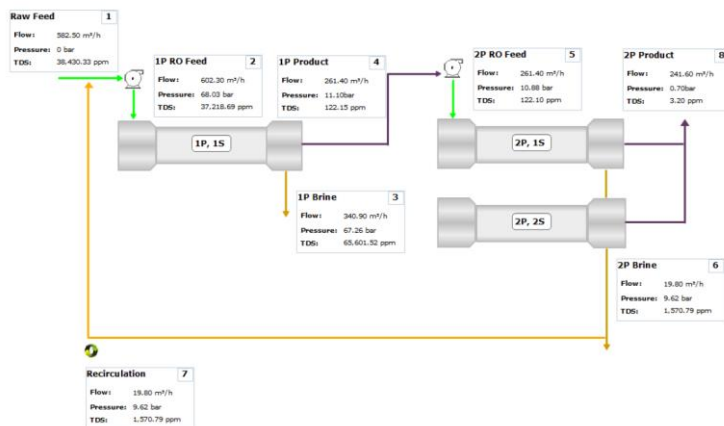 Raw Feed 1
Flow: 582.50 m³/h
Pressure: 0 bar
TDS: 38,430.33 ppm
1P RO Feed 2
Flow: 602.30 m³/h
Pressure: 68.03 bar
TDS: 37,218.69 ppm
1P Product 4
Flow: 261.40 m³/h
Pressure: 11.10bar
TDS: 122.15 ppm
2P RO Feed 5
Flow: 261.40 m³/h
Pressure: 10.88 bar
TDS: 122.10 ppm
2P Product 8
Flow: 241.60 m³/h
Pressure: 0.70bar
TDS: 3.20 ppm
1P, 1S
2P, 1S
1P Brine 3
Flow: 340.90 m³/h
Pressure: 67.26 bar
TDS: 65,601.52 ppm
2P, 2S
2P Brine 6
Flow: 19.80 m³/h
Pressure: 9.62 bar
TDS: 1,570.79 ppm
Recirculation 7
Flow: 19.80 m³/h
Pressure: 9.62 bar
TDS: 1,570.79 ppm